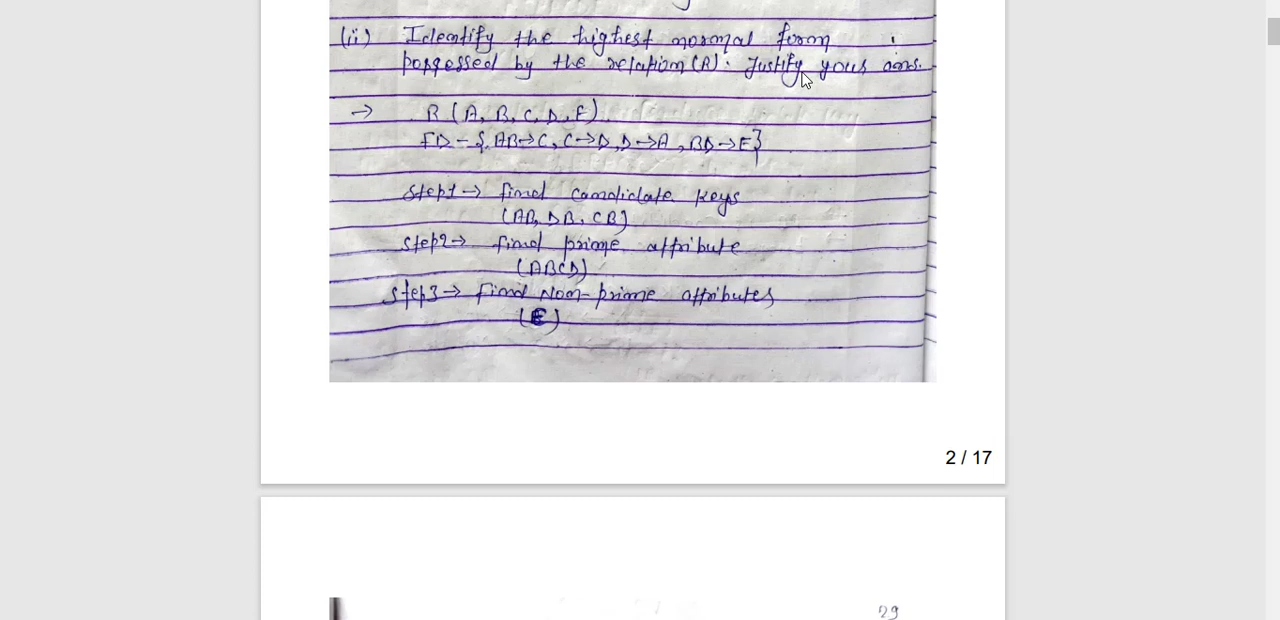 (ii) Identify the highest normal form
possessed by the relation(R). Justify your ans.
→ R (A, B, C, D, E)
FD - {AB→C, C→D, D→A, BD→E}
Step1→ find candidate keys
(AB, DB, CB)
Step2→ find prime attribute
(ABCD)
Step3→ find Non-prime attributes
(E)
2 / 17
29